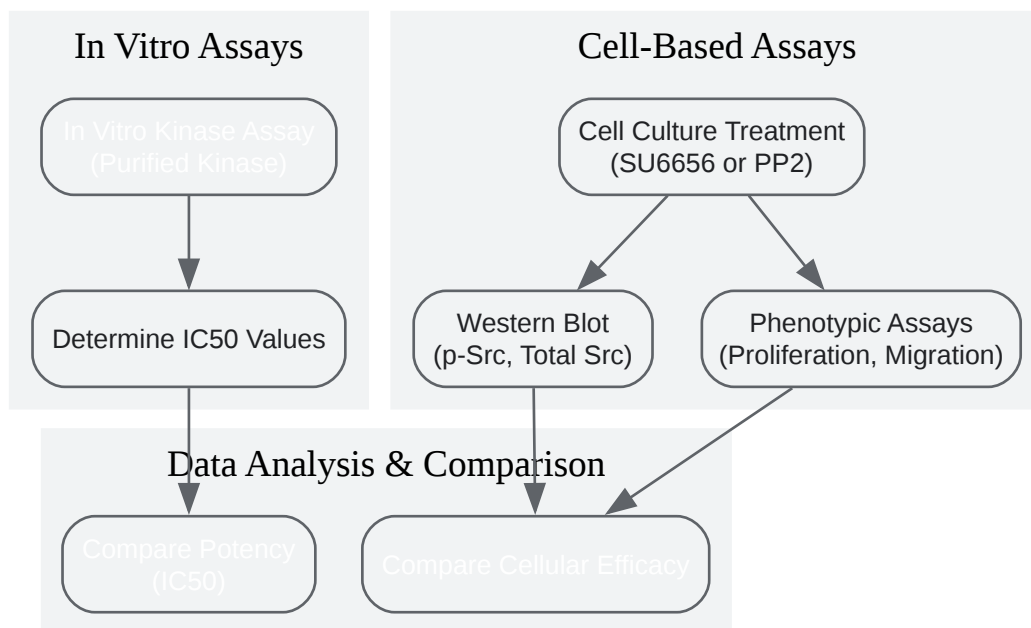 In Vitro Assays
Cell-Based Assays
In Vitro Kinase Assay
(Purified Kinase)
Cell Culture Treatment
(SU6656 or PP2)
Determine IC50 Values
Western Blot
(p-Src, Total Src)
Phenotypic Assays
(Proliferation, Migration)
Data Analysis & Comparison
Compare Potency
(IC50)
Compare Cellular Efficacy